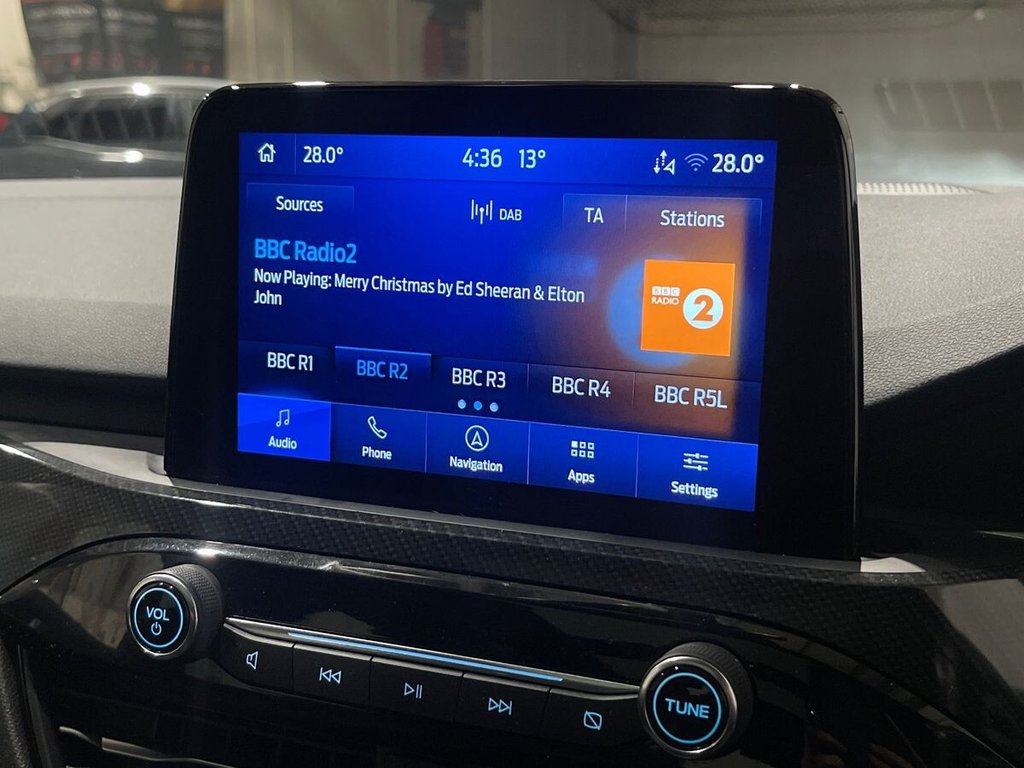 28.0° 4:36 13° 28.0°
Sources DAB TA Stations
BBC Radio2
Now Playing: Merry Christmas by Ed Sheeran & Elton
John
BBC
RADIO 2
BBC R1 BBC R2 BBC R3 BBC R4 BBC R5L
Audio Phone Navigation Apps Settings
VOL
TUNE